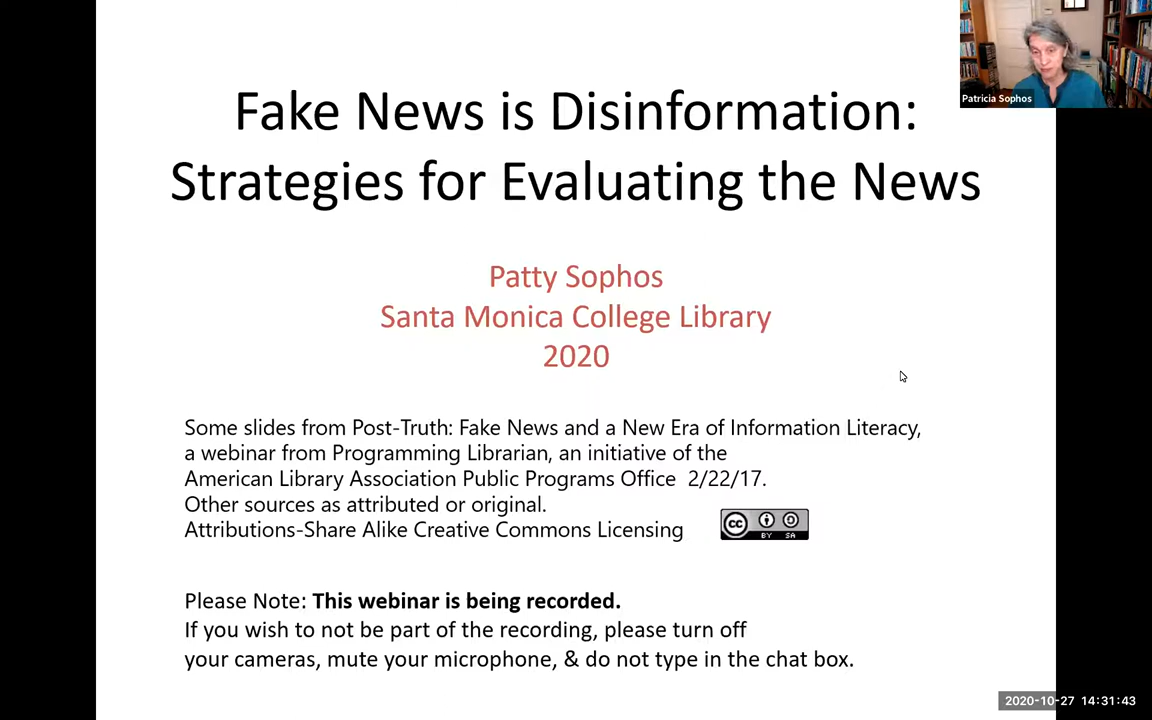 Fake News is Disinformation:
Strategies for Evaluating the News
Patricia Sophos
Patty Sophos
Santa Monica College Library
2020
Some slides from Post-Truth: Fake News and a New Era of Information Literacy,
a webinar from Programming Librarian, an initiative of the
American Library Association Public Programs Office 2/22/17.
Other sources as attributed or original.
Attributions-Share Alike Creative Commons Licensing
cc
BY SA
Please Note: This webinar is being recorded.
If you wish to not be part of the recording, please turn off
your cameras, mute your microphone, & do not type in the chat box.
2020-10-27 14:31:43